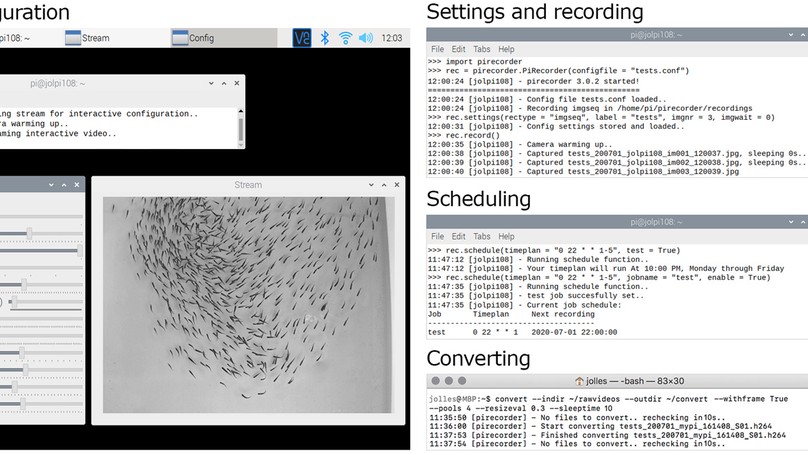 guration
pi108: ~
Stream
Config
12:03
pi@jolpi108: ~
ng stream for interactive configuration..
ra warming up..
aming interactive video..
Stream
Settings and recording
pi@jolpi108: ~
File Edit Tabs Help
>>> import pirecorder
>>> rec = pirecorder.PiRecorder(configfile = "tests.conf")
12:00:24 [jolpi108] - pirecorder 3.0.2 started!
==============================================
12:00:24 [jolpi108] - Config file tests.conf loaded..
12:00:24 [jolpi108] - Recording imgseq in /home/pi/pirecorder/recordings
>>> rec.settings(rectype = "imgseq", label = "tests", imgnr = 3, imgwait = 0)
12:00:31 [jolpi108] - Config settings stored and loaded..
>>> rec.record()
12:00:35 [jolpi108] - Camera warming up..
12:00:38 [jolpi108] - Captured tests_200701_jolpi108_im001_120037.jpg, sleeping 0s..
12:00:39 [jolpi108] - Captured tests_200701_jolpi108_im002_120038.jpg, sleeping 0s..
12:00:40 [jolpi108] - Captured tests_200701_jolpi108_im003_120039.jpg
Scheduling
pi@jolpi108: ~
File Edit Tabs Help
>>> rec.schedule(timeplan = "0 22 * * 1-5", test = True)
11:47:12 [jolpi108] - Running schedule function..
11:47:12 [jolpi108] - Your timeplan will run At 10:00 PM, Monday through Friday
>>> rec.schedule(timeplan = "0 22 * * 1-5", jobname = "test", enable = True)
11:47:35 [jolpi108] - Running schedule function..
11:47:35 [jolpi108] - test job succesfully set..
11:47:35 [jolpi108] - Current job schedule:
Job Timeplan Next recording
------------------------------------
test 0 22 * * 1 2020-07-01 22:00:00
Converting
jolles — -bash — 83×30
jolles@MBP:~$ convert --indir ~/rawvideos --outdir ~/convert --withframe True
--pools 4 --resizeval 0.3 --sleeptime 10
11:35:50 [pirecorder] - No files to convert.. rechecking in10s..
11:36:00 [pirecorder] - Start converting tests_200701_mypi_161408_S01.h264
11:37:53 [pirecorder] - Finished converting tests_200701_mypi_161408_S01.h264
11:37:54 [pirecorder] - No files to convert.. rechecking in10s..